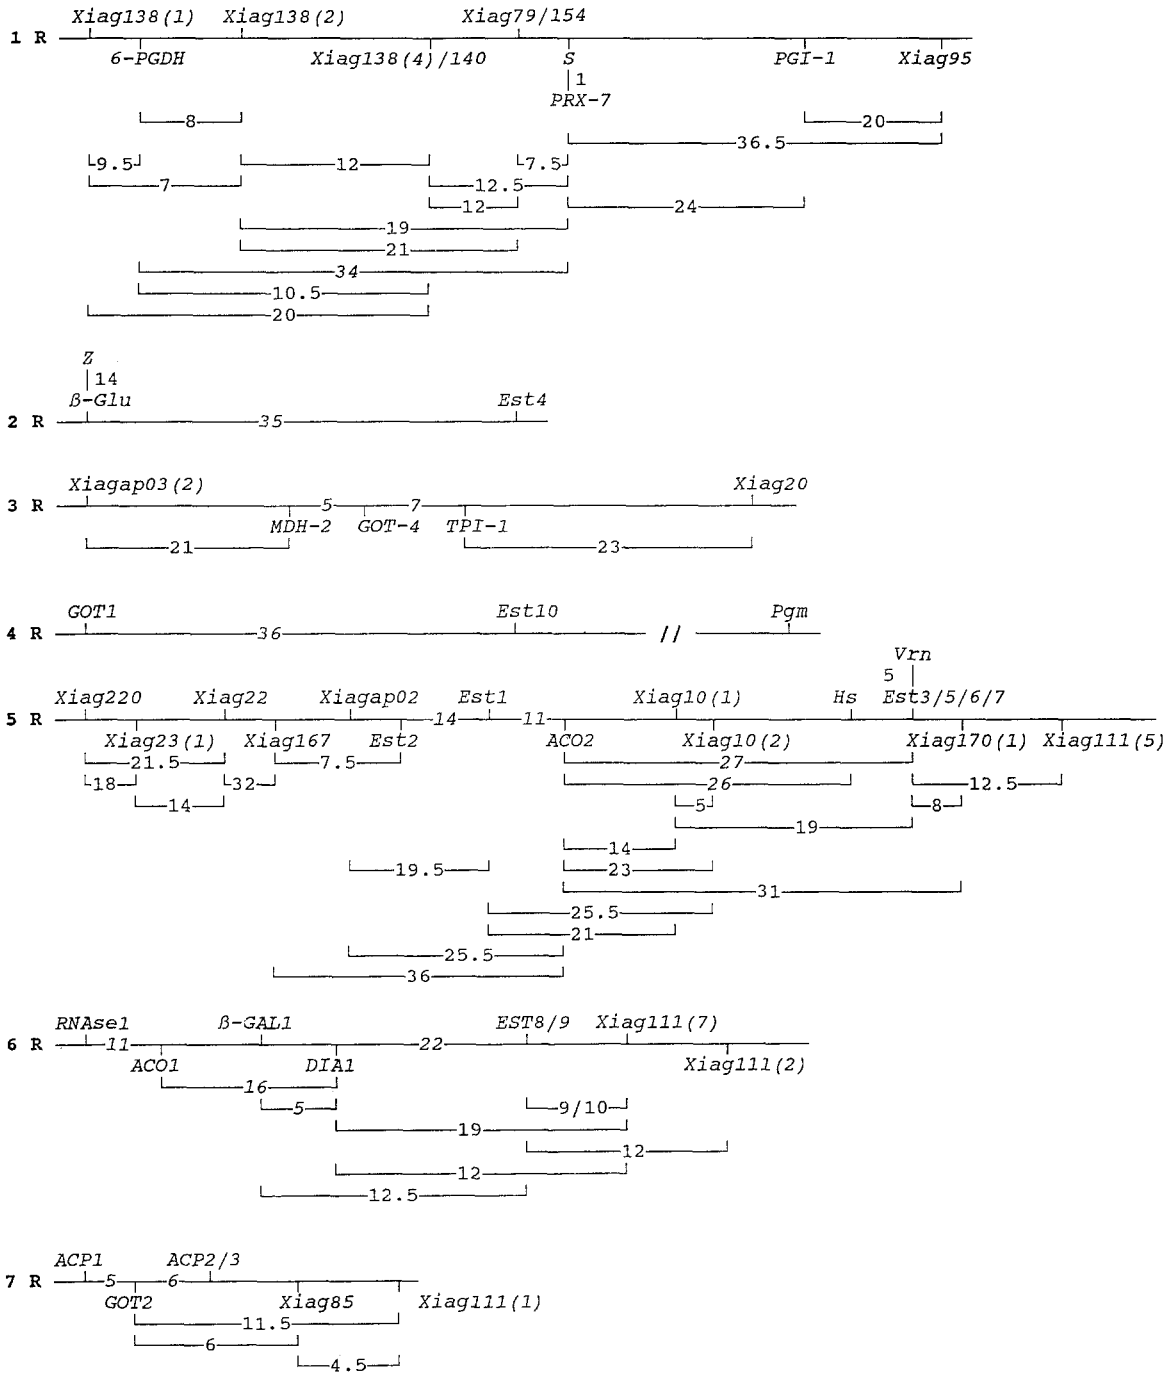 Xiag138(1) Xiag138(2) Xiag79/154
1 R
6-PGDH Xiag138(4)/140 S PGI-1 Xiag95
1
PRX-7
8 20
36.5
9.5 12 7.5
7 12.5
12 24
19
21
34
10.5
20
Z
14
β-Glu Est4
2 R 35
Xiagap03(2) Xiag20
3 R 5 7
MDH-2 GOT-4 TPI-1
21 23
GOT1 Est10 Pgm
4 R 36 //
Vrn
5
Xiag220 Xiag22 Xiagap02 Est1 Xiag10(1) Hs Est3/5/6/7
5 R 14 11
Xiag23(1) Xiag167 Est2 ACO2 Xiag10(2) Xiag170(1) Xiag111(5)
21.5 7.5 27
18 32 26 12.5
14 5 8
19
14
19.5 23
31
25.5
21
25.5
36
RNAse1 β-GAL1 EST8/9 Xiag111(7)
6 R 11 22
ACO1 DIA1 Xiag111(2)
16
5 9/10
19
12
12
12.5
ACP1 ACP2/3
7 R 5 6
GOT2 Xiag85 Xiag111(1)
11.5
6
4.5